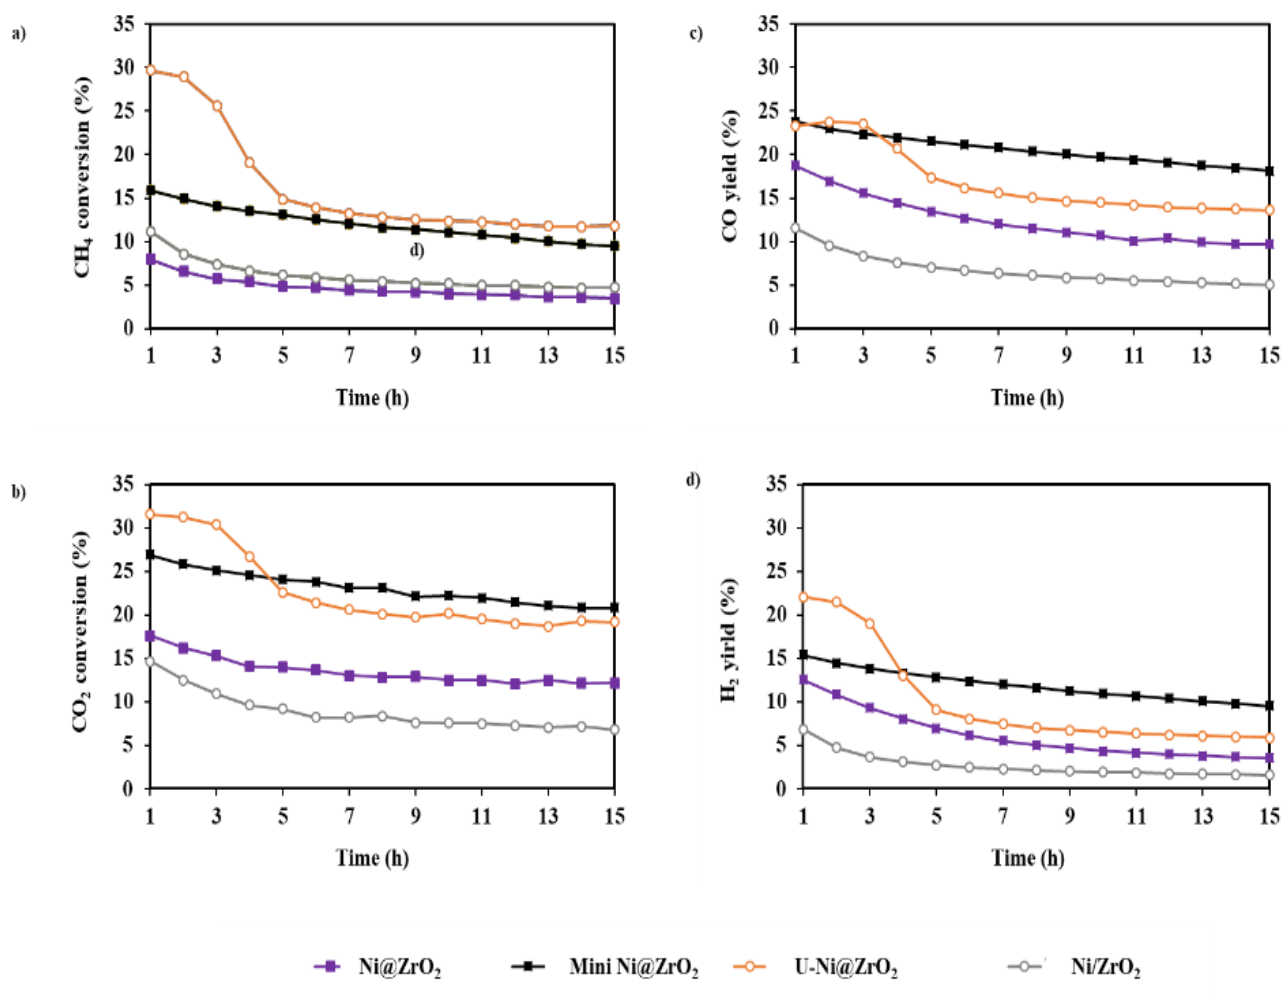 a)
CH₄ conversion (%)
35
30
25
20
15
10
5
0
d)
1 3 5 7 9 11 13 15
Time (h)
c)
CO yield (%)
35
30
25
20
15
10
5
0
1 3 5 7 9 11 13 15
Time (h)
b)
CO₂ conversion (%)
35
30
25
20
15
10
5
0
1 3 5 7 9 11 13 15
Time (h)
d)
H₂ yirld (%)
35
30
25
20
15
10
5
0
1 3 5 7 9 11 13 15
Time (h)
Ni@ZrO₂ Mini Ni@ZrO₂ U-Ni@ZrO₂ Ni/ZrO₂